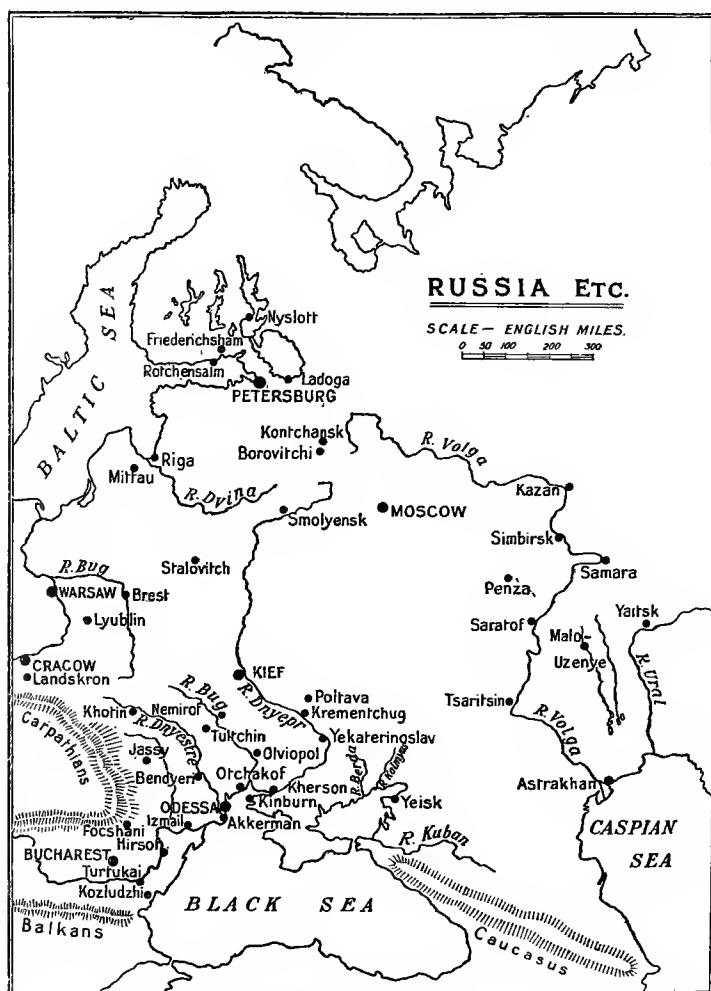 RUSSIA ETC.
SCALE — ENGLISH MILES.
0 50 100 200 300
BALTIC SEA
Nyslott
Friederichsham
Rotchensalm
Ladoga
PETERSBURG
Kontchansk
Borovitchi
R. Volga
Riga
Mitau
R. Dvina
Kazan
Smolyensk
MOSCOW
Simbirsk
Stalovitch
Samara
R. Bug
WARSAW
Brest
Penza
Lyublin
Saratof
Malo-
Uzenye
Yaitsk
R. Ural
CRACOW
Landskron
KIEF
Carpathians
Khotin
Nemirof
R. Bug
R. Dnyepr
Poltava
Krementchug
Tsaritsin
R. Dnyestre
Tultchin
Yekaterinoslav
R. Volga
Jassy
Olviopol
R. Berda
Bendyeri
Otchakof
Kherson
Astrakhan
ODESSA
Kinburn
Yeisk
Izmail
Akkerman
Focshani
R. Kuban
CASPIAN
SEA
Hirsof
BUCHAREST
Turtukai
Kozludzhi
BLACK SEA
Balkans
Caucasus